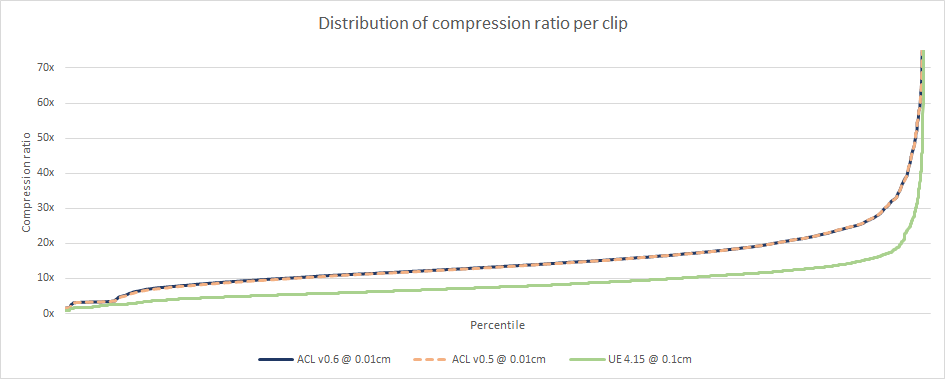 Distribution of compression ratio per clip
70x
60x
50x
40x
30x
20x
10x
0x
Compression ratio
Percentile
ACL v0.6 @ 0.01cm
ACL v0.5 @ 0.01cm
UE 4.15 @ 0.1cm